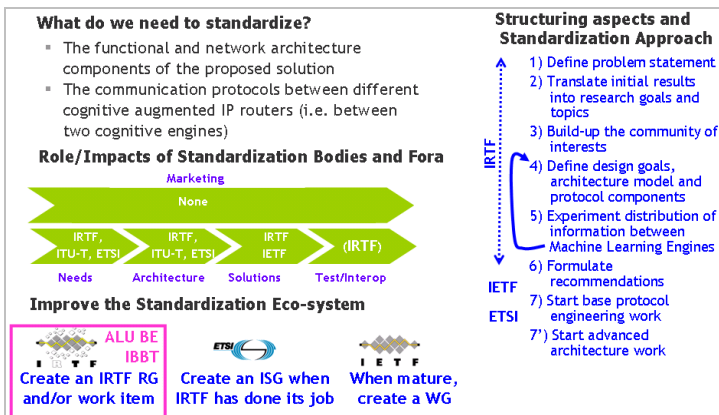 What do we need to standardize?
▪ The functional and network architecture
components of the proposed solution
▪ The communication protocols between different
cognitive augmented IP routers (i.e. between
two cognitive engines)
Role/Impacts of Standardization Bodies and Fora
Marketing
None
IRTF,
ITU-T, ETSI
IRTF,
ITU-T, ETSI
IRTF
IETF
(IRTF)
Needs
Architecture
Solutions
Test/Interop
Improve the Standardization Eco-system
ALU BE
IBBT
I R T F
Create an IRTF RG
and/or work item
ETSI
Create an ISG when
IRTF has done its job
I E T F
When mature,
create a WG
Structuring aspects and
Standardization Approach
IRTF
1) Define problem statement
2) Translate initial results
into research goals and
topics
3) Build-up the community of
interests
4) Define design goals,
architecture model and
protocol components
5) Experiment distribution of
information between
Machine Learning Engines
6) Formulate
recommendations
IETF
ETSI
7) Start base protocol
engineering work
7') Start advanced
architecture work